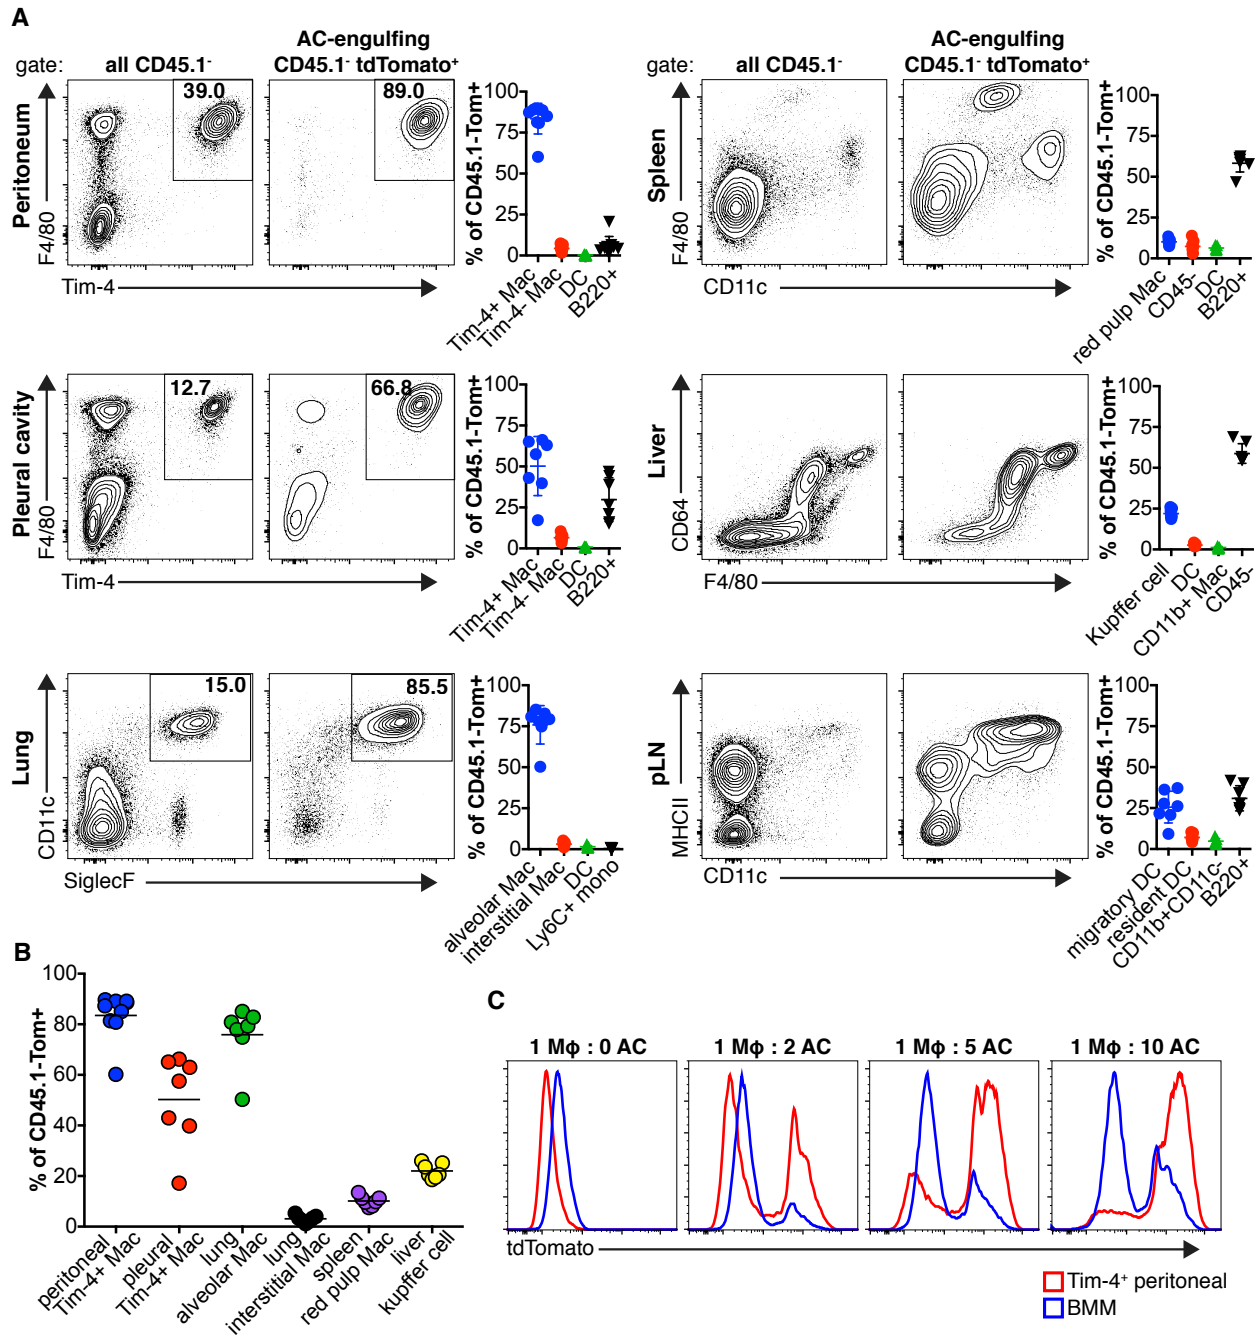 A
gate:
all CD45.1-
AC-engulfing
CD45.1- tdTomato+
Peritoneum
F4/80
39.0
89.0
Tim-4
% of CD45.1-Tom+
100
75
50
25
0
Tim-4+ Mac
Tim-4- Mac
DC
B220+
gate:
all CD45.1-
AC-engulfing
CD45.1- tdTomato+
Spleen
F4/80
CD11c
% of CD45.1-Tom+
100
75
50
25
0
red pulp Mac
CD45-
DC
B220+
Pleural cavity
F4/80
12.7
66.8
Tim-4
% of CD45.1-Tom+
100
75
50
25
0
Tim-4+ Mac
Tim-4- Mac
DC
B220+
Liver
CD64
F4/80
% of CD45.1-Tom+
100
75
50
25
0
Kupffer cell
DC
CD11b+ Mac
CD45-
Lung
CD11c
15.0
85.5
SiglecF
% of CD45.1-Tom+
100
75
50
25
0
alveolar Mac
interstitial Mac
DC
Ly6C+ mono
pLN
MHCII
CD11c
% of CD45.1-Tom+
100
75
50
25
0
migratory DC
resident DC
CD11b+CD11c-
B220+
B
% of CD45.1-Tom+
100
80
60
40
20
0
peritoneal
Tim-4+ Mac
pleural
Tim-4+ Mac
lung
alveolar Mac
lung
interstitial Mac
spleen
red pulp Mac
liver
kupffer cell
C
1 Mϕ : 0 AC
1 Mϕ : 2 AC
1 Mϕ : 5 AC
1 Mϕ : 10 AC
tdTomato
Tim-4+ peritoneal
BMM